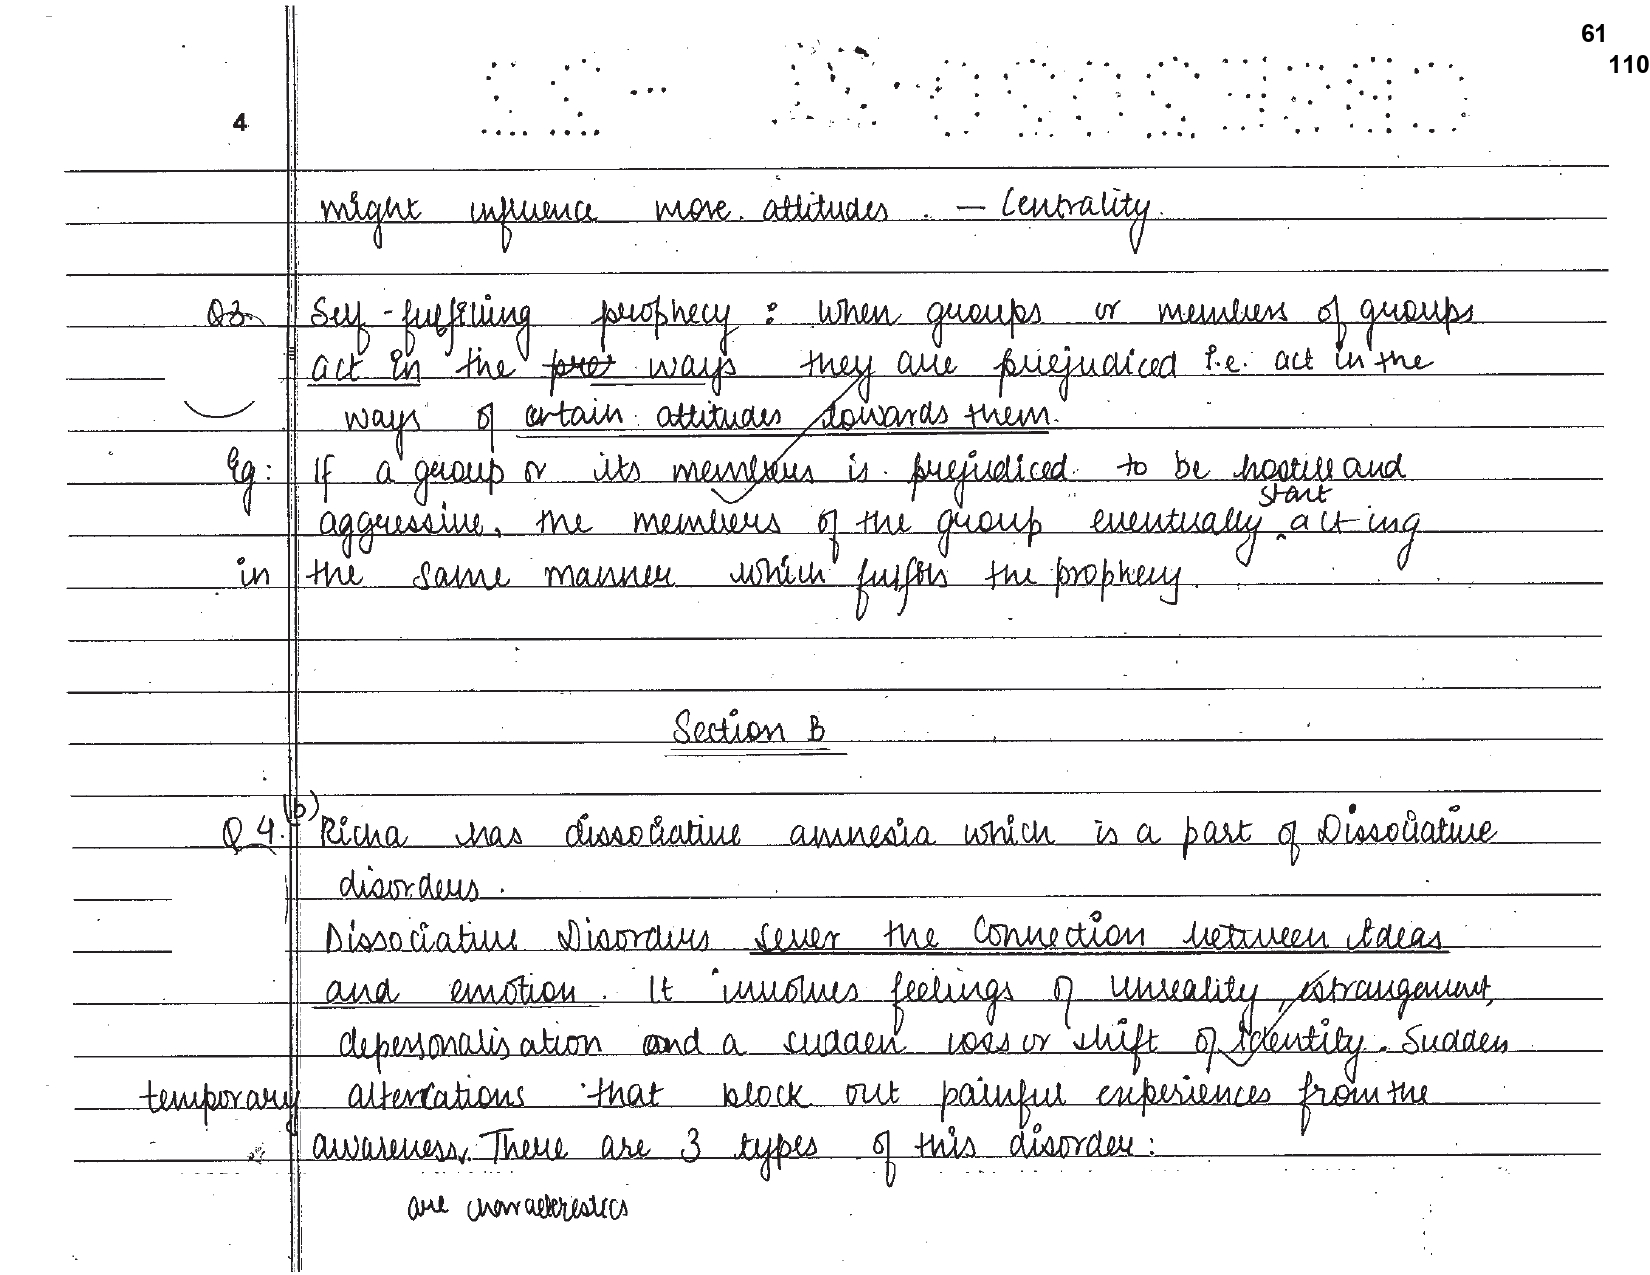 61
110
4
might influence more attitudes. — Centrality.
Q3 Self-fulfilling prophecy : when groups or members of groups
act in the ways they are prejudiced i.e. act in the
ways of certain attitudes towards them.
Eg: If a group or its members is prejudiced to be hostile and
start
aggressive, the members of the group eventually acting
in the same manner which fulfils the prophecy.
Section B
Q4. (b) Richa has dissociative amnesia which is a part of Dissociative
disorders.
Dissociative Disorders sever the connection between ideas
and emotion. It involves feelings of unreality, estrangement,
depersonalisation and a sudden loss or shift of identity. Sudden
temporary alterations that block out painful experiences from the
awareness. There are 3 types of this disorder:
are characterestics